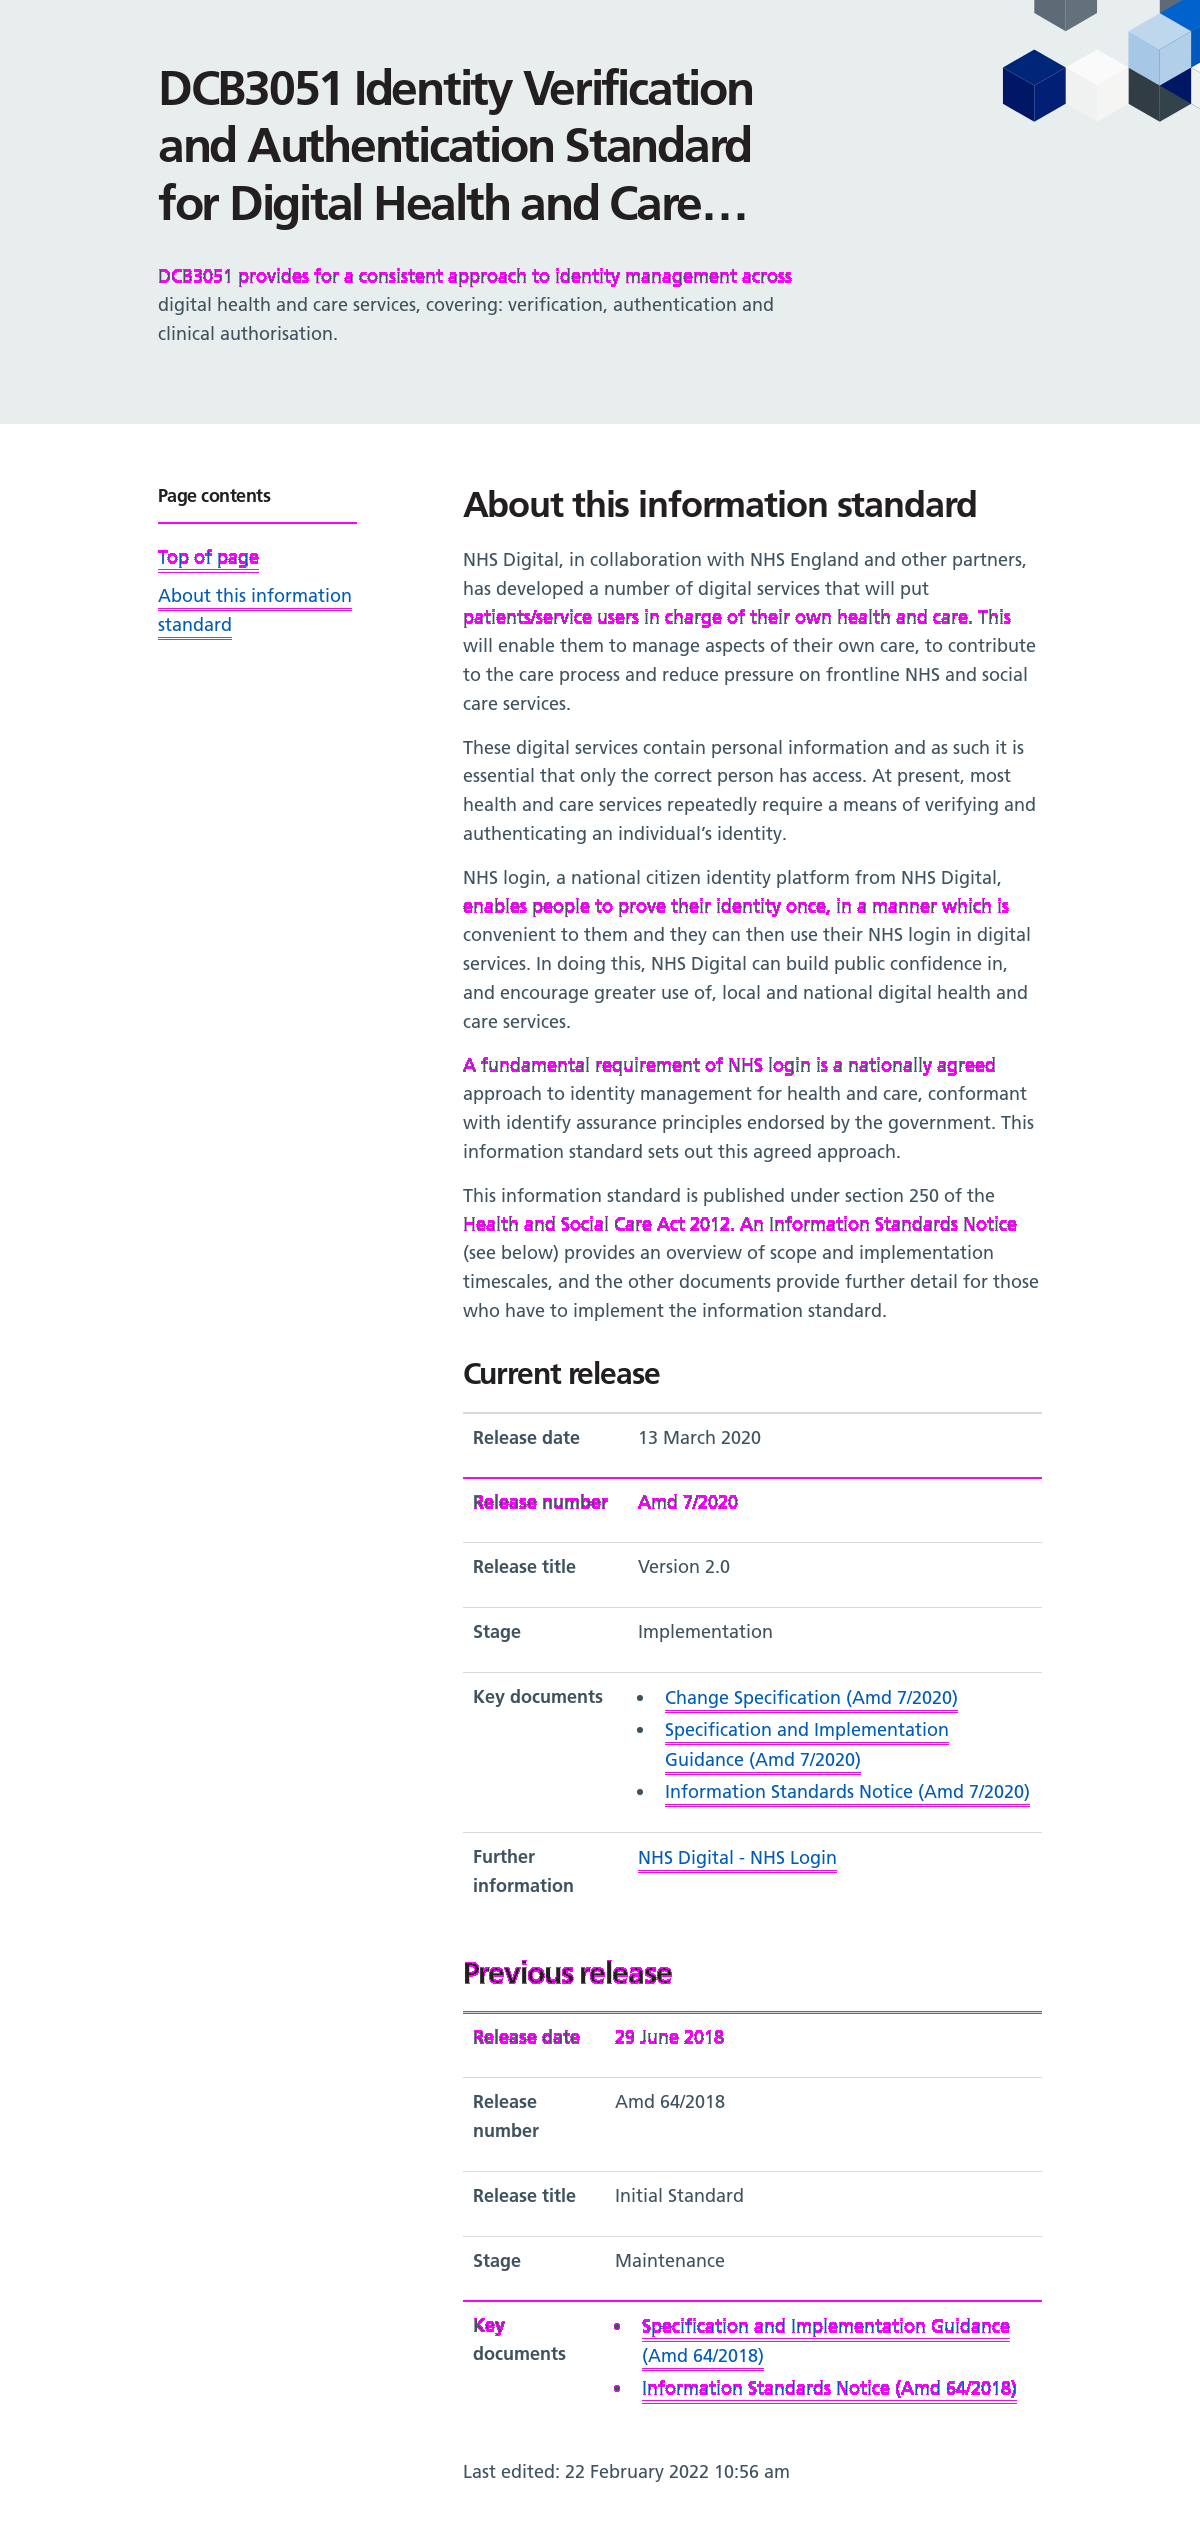 DCB3051 Identity Verification
and Authentication Standard
for Digital Health and Care…
DCB3051 provides for a consistent approach to identity management across
digital health and care services, covering: verification, authentication and
clinical authorisation.
Page contents
Top of page
About this information
standard
About this information standard
NHS Digital, in collaboration with NHS England and other partners,
has developed a number of digital services that will put
patients/service users in charge of their own health and care. This
will enable them to manage aspects of their own care, to contribute
to the care process and reduce pressure on frontline NHS and social
care services.
These digital services contain personal information and as such it is
essential that only the correct person has access. At present, most
health and care services repeatedly require a means of verifying and
authenticating an individual’s identity.
NHS login, a national citizen identity platform from NHS Digital,
enables people to prove their identity once, in a manner which is
convenient to them and they can then use their NHS login in digital
services. In doing this, NHS Digital can build public confidence in,
and encourage greater use of, local and national digital health and
care services.
A fundamental requirement of NHS login is a nationally agreed
approach to identity management for health and care, conformant
with identify assurance principles endorsed by the government. This
information standard sets out this agreed approach.
This information standard is published under section 250 of the
Health and Social Care Act 2012. An Information Standards Notice
(see below) provides an overview of scope and implementation
timescales, and the other documents provide further detail for those
who have to implement the information standard.
Current release
Release date 13 March 2020
Release number Amd 7/2020
Release title Version 2.0
Stage Implementation
Key documents • Change Specification (Amd 7/2020)
• Specification and Implementation
Guidance (Amd 7/2020)
• Information Standards Notice (Amd 7/2020)
Further NHS Digital - NHS Login
information
Previous release
Release date 29 June 2018
Release Amd 64/2018
number
Release title Initial Standard
Stage Maintenance
Key • Specification and Implementation Guidance
documents (Amd 64/2018)
• Information Standards Notice (Amd 64/2018)
Last edited: 22 February 2022 10:56 am